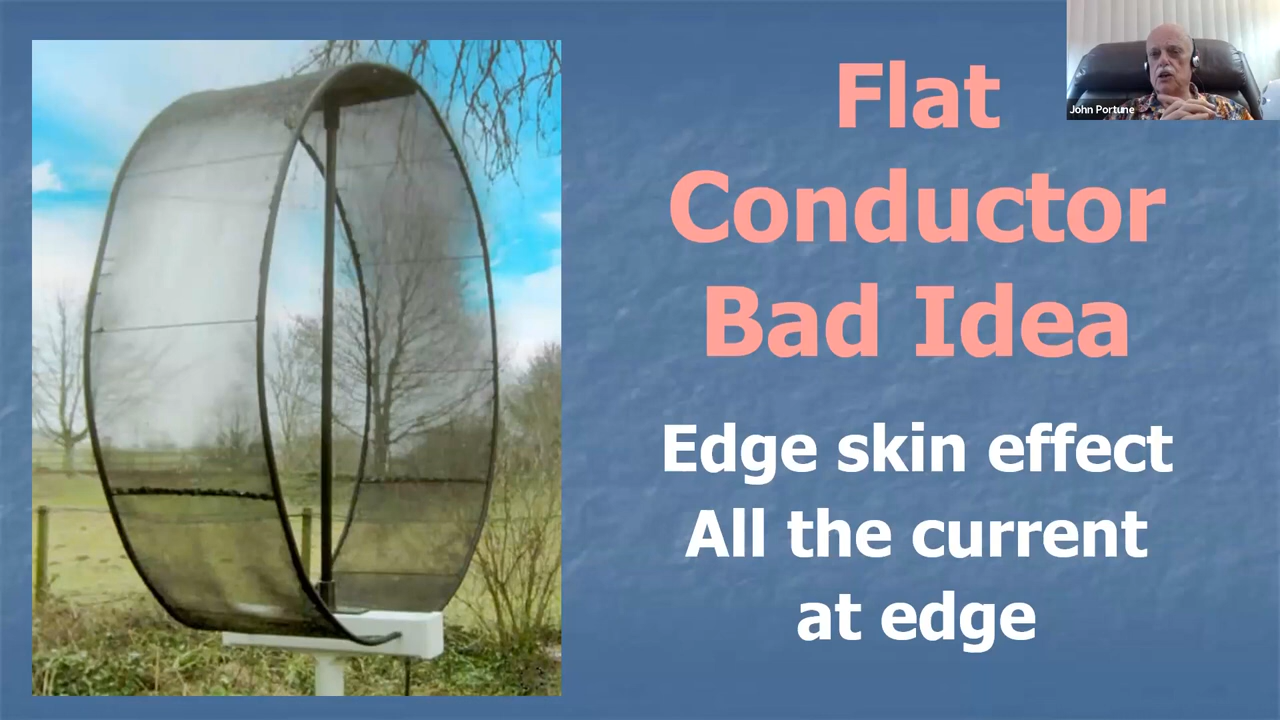 Flat
Conductor
Bad Idea
Edge skin effect
All the current
at edge
John Portune